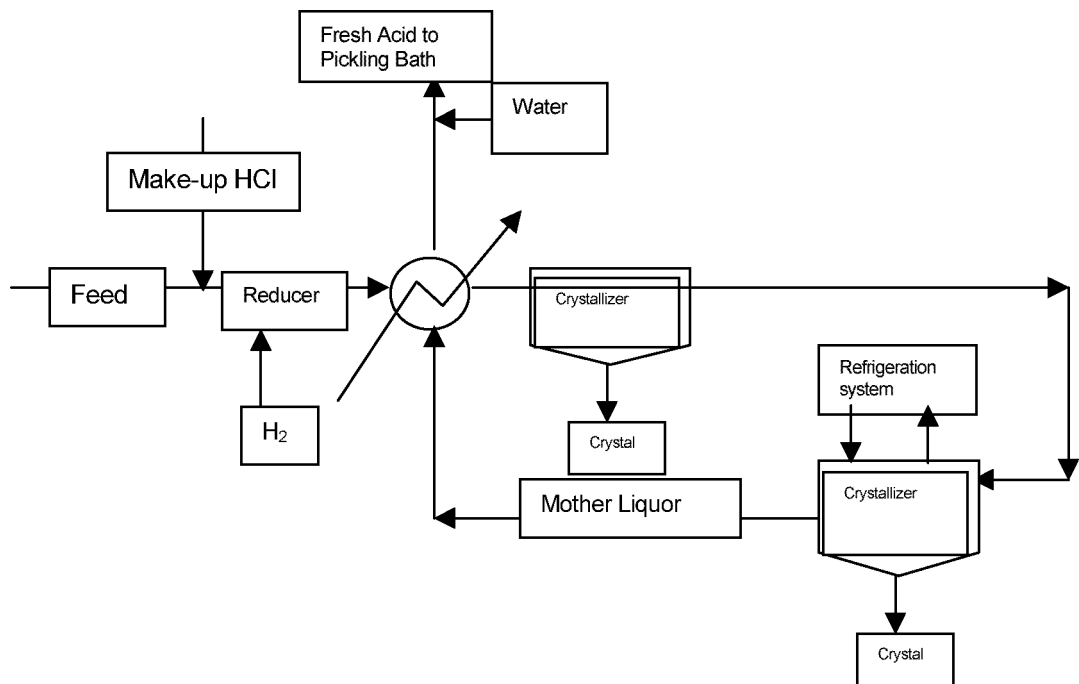 Fresh Acid to
Pickling Bath
Water
Make-up HCl
Feed
Reducer
Crystallizer
Refrigeration
system
H₂
Crystal
Mother Liquor
Crystallizer
Crystal